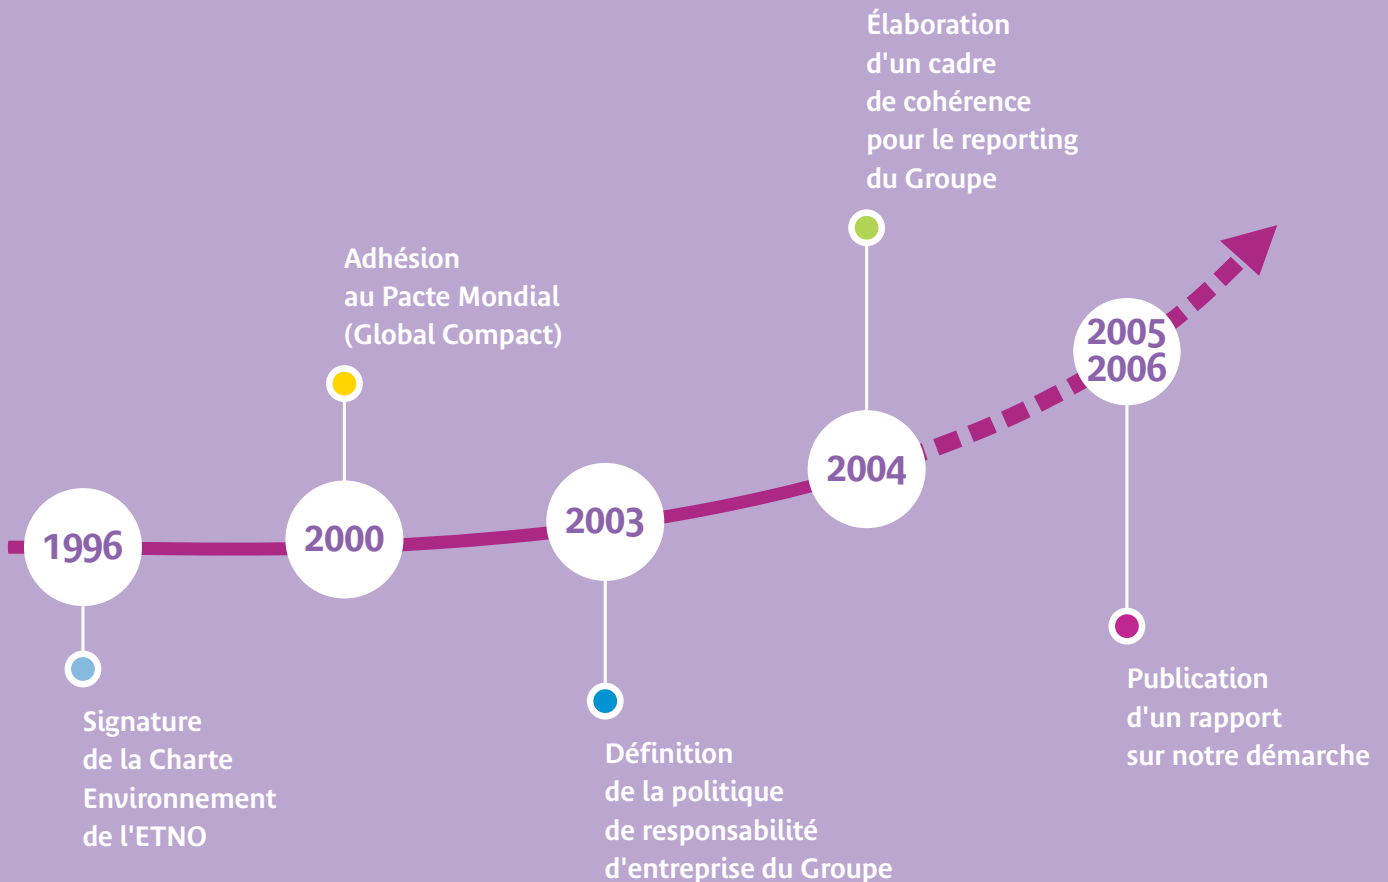 1996
Signature
de la Charte
Environnement
de l'ETNO
Adhésion
au Pacte Mondial
(Global Compact)
2000
2003
Définition
de la politique
de responsabilité
d'entreprise du Groupe
Élaboration
d'un cadre
de cohérence
pour le reporting
du Groupe
2004
2005
2006
Publication
d'un rapport
sur notre démarche